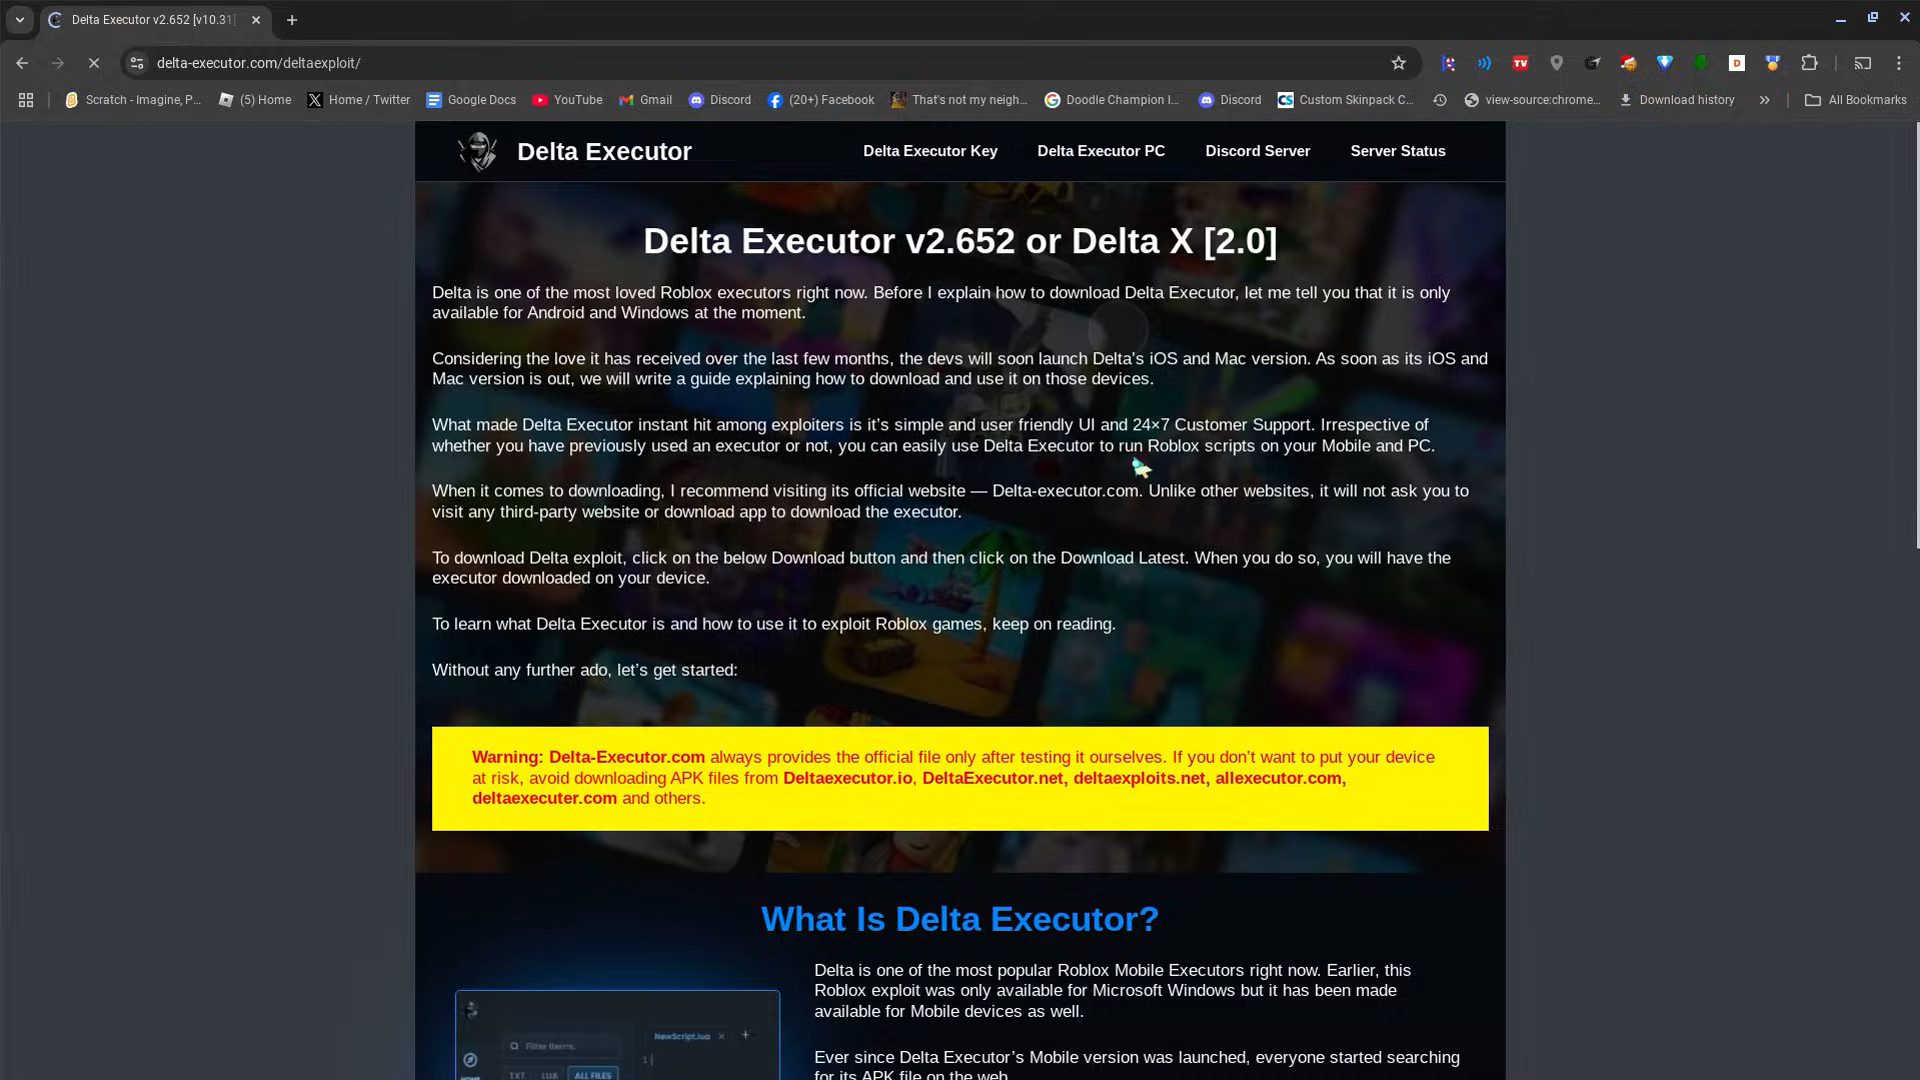 Delta Executor v2.652 [v10.31]
delta-executor.com/deltaexploit/
Scratch - Imagine, P...
(5) Home
Home / Twitter
Google Docs
YouTube
Gmail
Discord
(20+) Facebook
That's not my neigh...
Doodle Champion I...
Discord
Custom Skinpack C...
view-source:chrome...
Download history
All Bookmarks
Delta Executor
Delta Executor Key
Delta Executor PC
Discord Server
Server Status
Delta Executor v2.652 or Delta X [2.0]
Delta is one of the most loved Roblox executors right now. Before I explain how to download Delta Executor, let me tell you that it is only
available for Android and Windows at the moment.
Considering the love it has received over the last few months, the devs will soon launch Delta’s iOS and Mac version. As soon as its iOS and
Mac version is out, we will write a guide explaining how to download and use it on those devices.
What made Delta Executor instant hit among exploiters is it’s simple and user friendly UI and 24×7 Customer Support. Irrespective of
whether you have previously used an executor or not, you can easily use Delta Executor to run Roblox scripts on your Mobile and PC.
When it comes to downloading, I recommend visiting its official website — Delta-executor.com. Unlike other websites, it will not ask you to
visit any third-party website or download app to download the executor.
To download Delta exploit, click on the below Download button and then click on the Download Latest. When you do so, you will have the
executor downloaded on your device.
To learn what Delta Executor is and how to use it to exploit Roblox games, keep on reading.
Without any further ado, let’s get started:
Warning: Delta-Executor.com always provides the official file only after testing it ourselves. If you don’t want to put your device
at risk, avoid downloading APK files from Deltaexecutor.io, DeltaExecutor.net, deltaexploits.net, allexecutor.com,
deltaexecuter.com and others.
What Is Delta Executor?
Delta is one of the most popular Roblox Mobile Executors right now. Earlier, this
Roblox exploit was only available for Microsoft Windows but it has been made
available for Mobile devices as well.
Ever since Delta Executor’s Mobile version was launched, everyone started searching
for its APK file on the web.
NewScript.lua
Filter Items.
1
TXT
LUA
ALL FILES